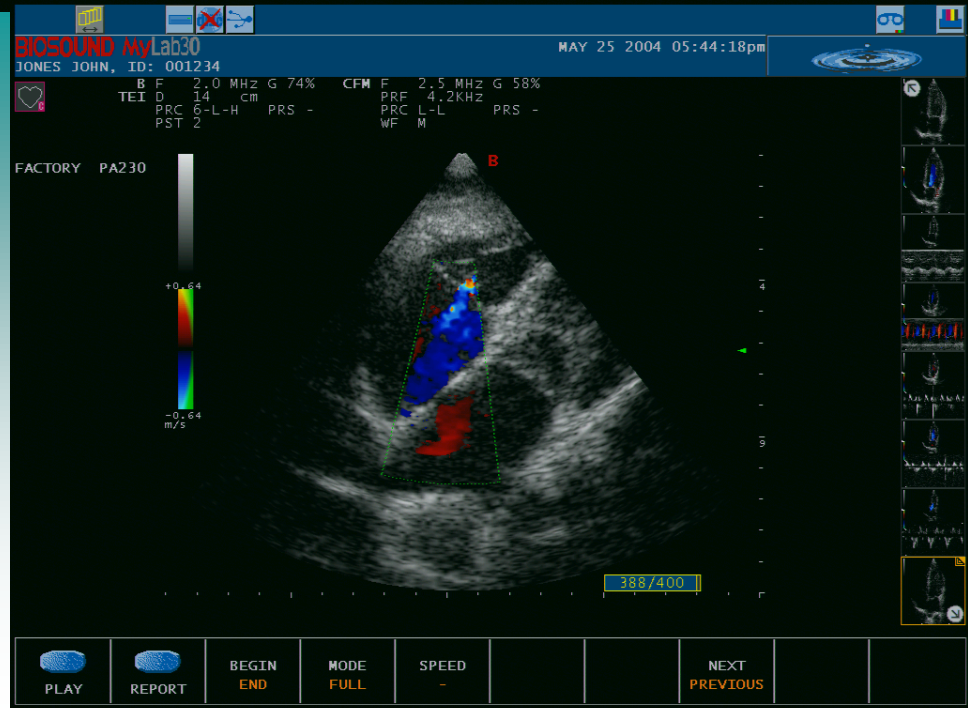 BIOSOUND MyLab30
MAY 25 2004 05:44:18pm
JONES JOHN, ID: 001234
B F 2.0 MHz G 74% CFM F 2.5 MHz G 58%
TEI D 14 cm PRF 4.2KHz
PRC 6-L-H PRS - PRC L-L PRS -
PST 2 WF M
C
FACTORY PA230
B
+0.64
-0.64
m/s
4
9
388/400
PLAY
REPORT
BEGIN
END
MODE
FULL
SPEED
-
NEXT
PREVIOUS